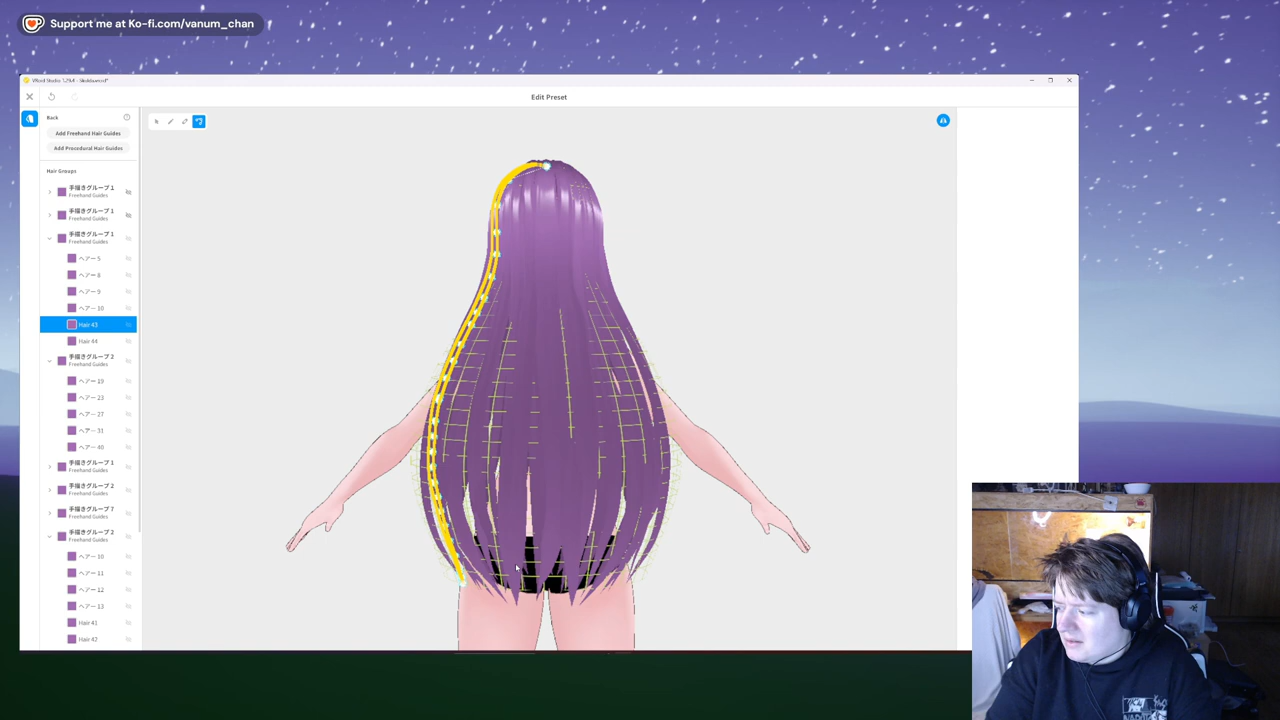 Support me at Ko-fi.com/vanum_chan
Edit Preset
Back
Add Freehand Hair Guides
Add Procedural Hair Guides
Hair Groups
手描きグループ 1
Freehand Guides
手描きグループ 1
Freehand Guides
手描きグループ 1
Freehand Guides
ヘアー 5
ヘアー 8
ヘアー 9
ヘアー 10
Hair 43
Hair 44
手描きグループ 2
Freehand Guides
ヘアー 19
ヘアー 23
ヘアー 27
ヘアー 31
ヘアー 40
手描きグループ 1
Freehand Guides
手描きグループ 2
Freehand Guides
手描きグループ 7
Freehand Guides
手描きグループ 2
Freehand Guides
ヘアー 10
ヘアー 11
ヘアー 12
ヘアー 13
Hair 41
Hair 42